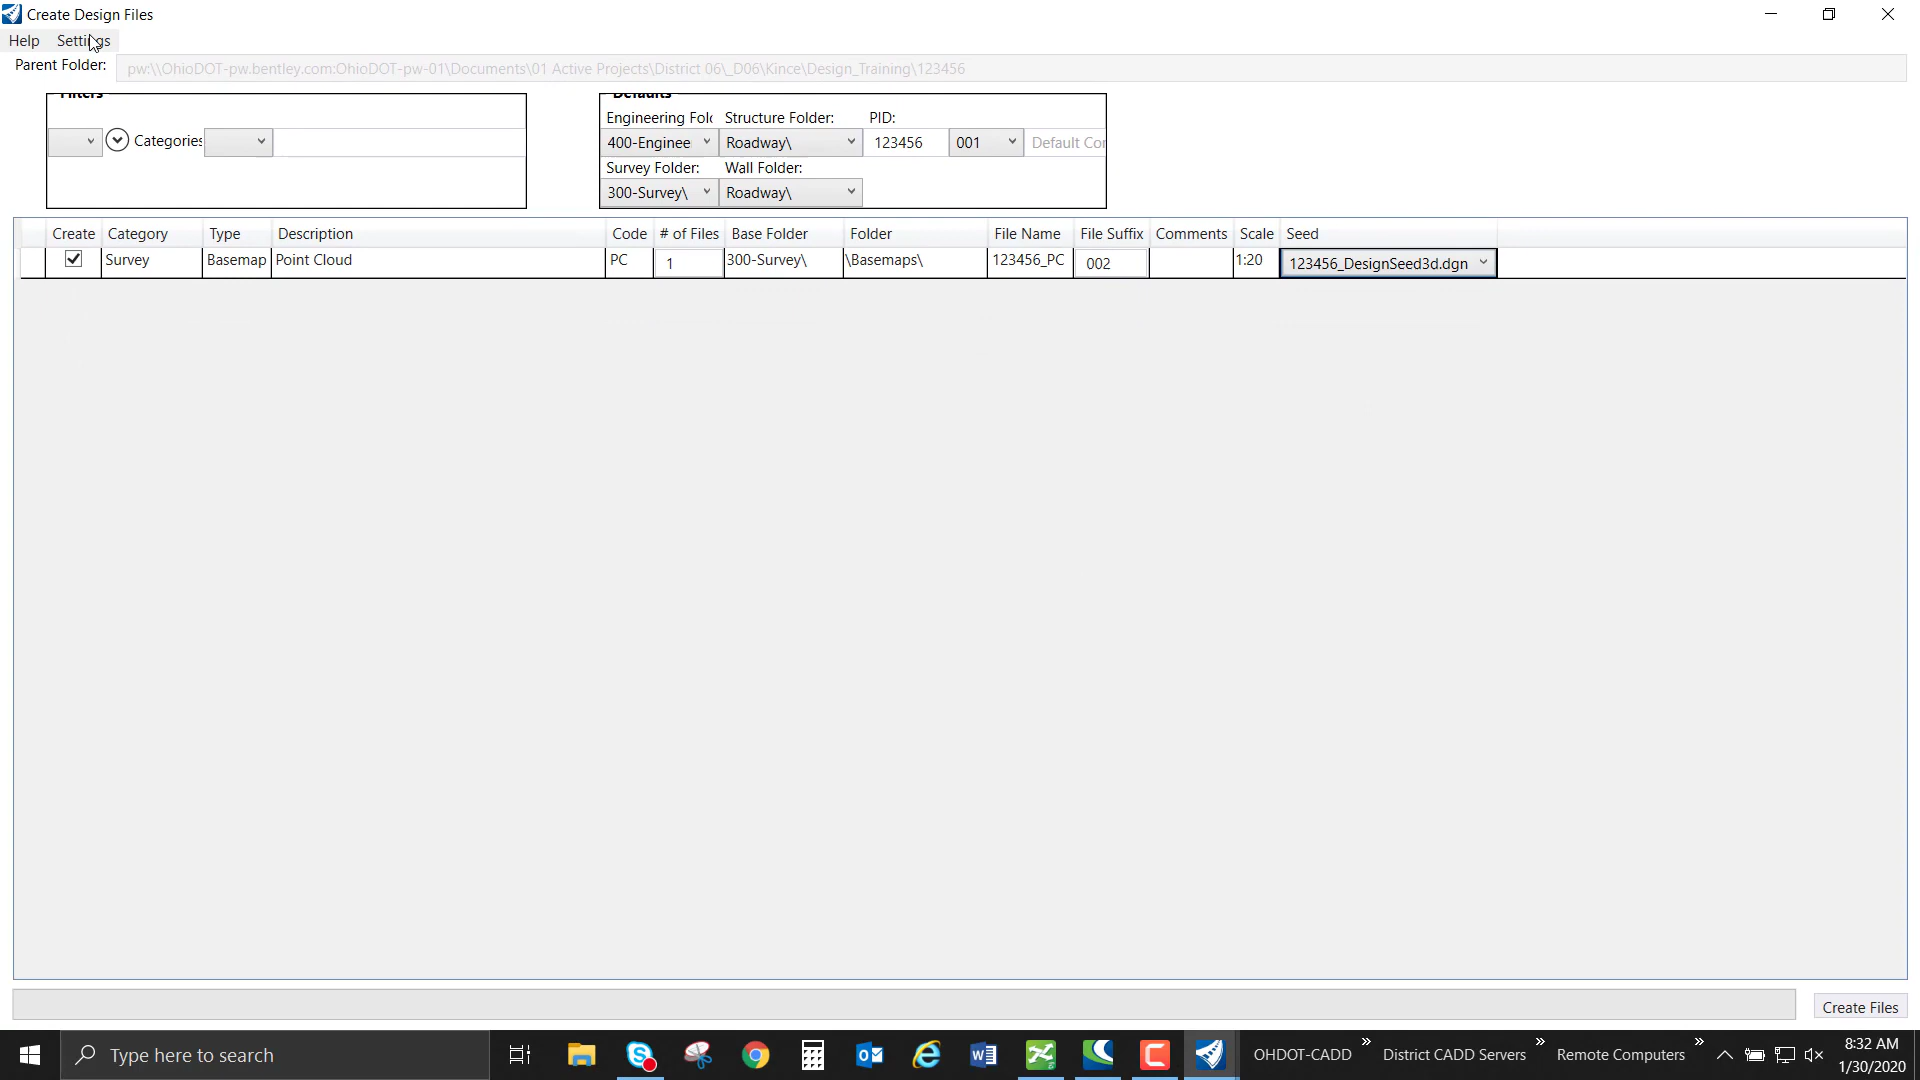 Create Design Files
Help Settings
Parent Folder: pw:\\OhioDOT-pw.bentley.com:OhioDOT-pw-01\Documents\01 Active Projects\District 06\_D06\Kince\Design_Training\123456
Filters
Defaults
Engineering Folc Structure Folder: PID:
Categories
400-Enginee Roadway\ 123456 001 Default Cor
Survey Folder: Wall Folder:
300-Survey\ Roadway\
Create Category Type Description Code # of Files Base Folder Folder File Name File Suffix Comments Scale Seed
Survey Basemap Point Cloud PC 1 300-Survey\ \Basemaps\ 123456_PC 002 1:20 123456_DesignSeed3d.dgn
Create Files
Type here to search
OHDOT-CADD » District CADD Servers » Remote Computers »
8:32 AM
1/30/2020